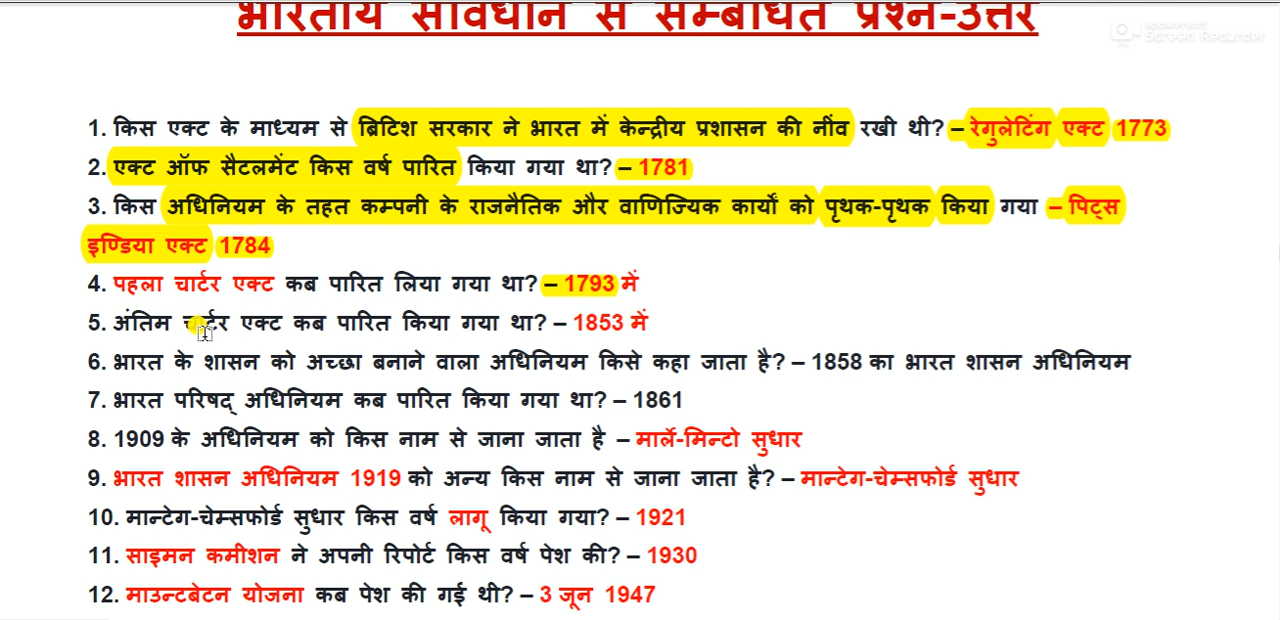 भारतीय संविधान से सम्बंधित प्रश्न-उत्तर
Apowersoft
Screen Recorder
1. किस एक्ट के माध्यम से ब्रिटिश सरकार ने भारत में केन्द्रीय प्रशासन की नींव रखी थी? – रेगुलेटिंग एक्ट 1773
2. एक्ट ऑफ सैटलमेंट किस वर्ष पारित किया गया था? – 1781
3. किस अधिनियम के तहत कम्पनी के राजनैतिक और वाणिज्यिक कार्यों को पृथक-पृथक किया गया – पिट्स
इण्डिया एक्ट 1784
4. पहला चार्टर एक्ट कब पारित लिया गया था? – 1793 में
5. अंतिम चार्टर एक्ट कब पारित किया गया था? – 1853 में
6. भारत के शासन को अच्छा बनाने वाला अधिनियम किसे कहा जाता है? – 1858 का भारत शासन अधिनियम
7. भारत परिषद् अधिनियम कब पारित किया गया था? – 1861
8. 1909 के अधिनियम को किस नाम से जाना जाता है – मार्ले-मिन्टो सुधार
9. भारत शासन अधिनियम 1919 को अन्य किस नाम से जाना जाता है? – मान्टेग-चेम्सफोर्ड सुधार
10. मान्टेग-चेम्सफोर्ड सुधार किस वर्ष लागू किया गया? – 1921
11. साइमन कमीशन ने अपनी रिपोर्ट किस वर्ष पेश की? – 1930
12. माउन्टबेटन योजना कब पेश की गई थी? – 3 जून 1947